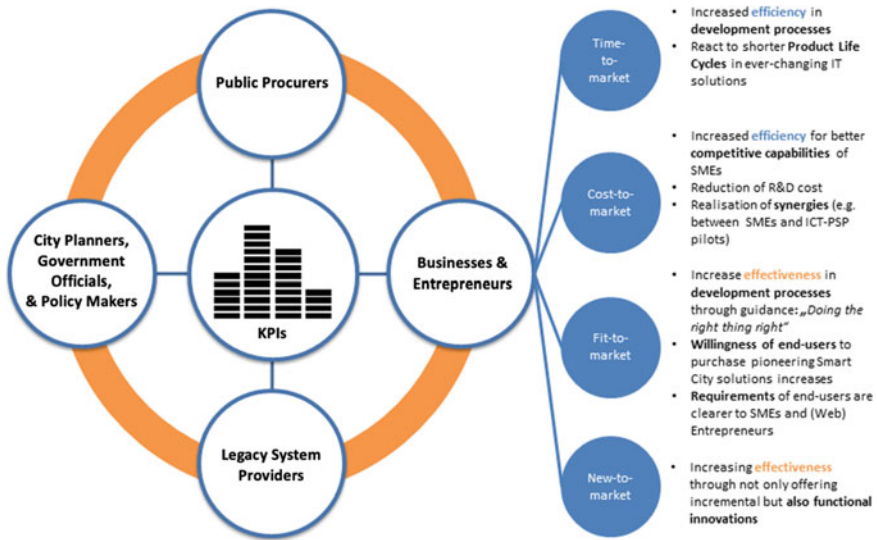 Public Procurers
City Planners,
Government
Officials,
& Policy Makers
KPIs
Businesses &
Entrepreneurs
Legacy System
Providers
Time-
to-
market
• Increased efficiency in
development processes
• React to shorter Product Life
Cycles in ever-changing IT
solutions
Cost-to-
market
• Increased efficiency for better
competitive capabilities of
SMEs
• Reduction of R&D cost
• Realisation of synergies (e.g.
between SMEs and ICT-PSP
pilots)
Fit-to-
market
• Increase effectiveness in
development processes
through guidance: „Doing the
right thing right“
• Willingness of end-users to
purchase pioneering Smart
City solutions increases
• Requirements of end-users are
clearer to SMEs and (Web)
Entrepreneurs
New-to-
market
• Increasing effectiveness
through not only offering
incremental but also functional
innovations